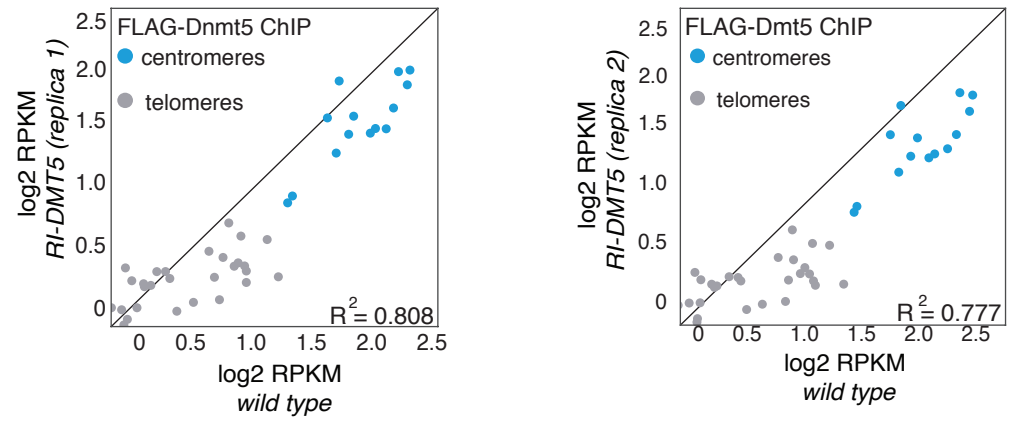 FLAG-Dnmt5 ChIP
centromeres
telomeres
2.5
2.0
1.5
1.0
0.5
0
log2 RPKM
RI-DMT5 (replica 1)
R² = 0.808
0 0.5 1.0 1.5 2.0 2.5
log2 RPKM
wild type
FLAG-Dnmt5 ChIP
centromeres
telomeres
2.5
2.0
1.5
1.0
0.5
0
log2 RPKM
RI-DMT5 (replica 2)
R² = 0.777
0 0.5 1.0 1.5 2.0 2.5
log2 RPKM
wild type